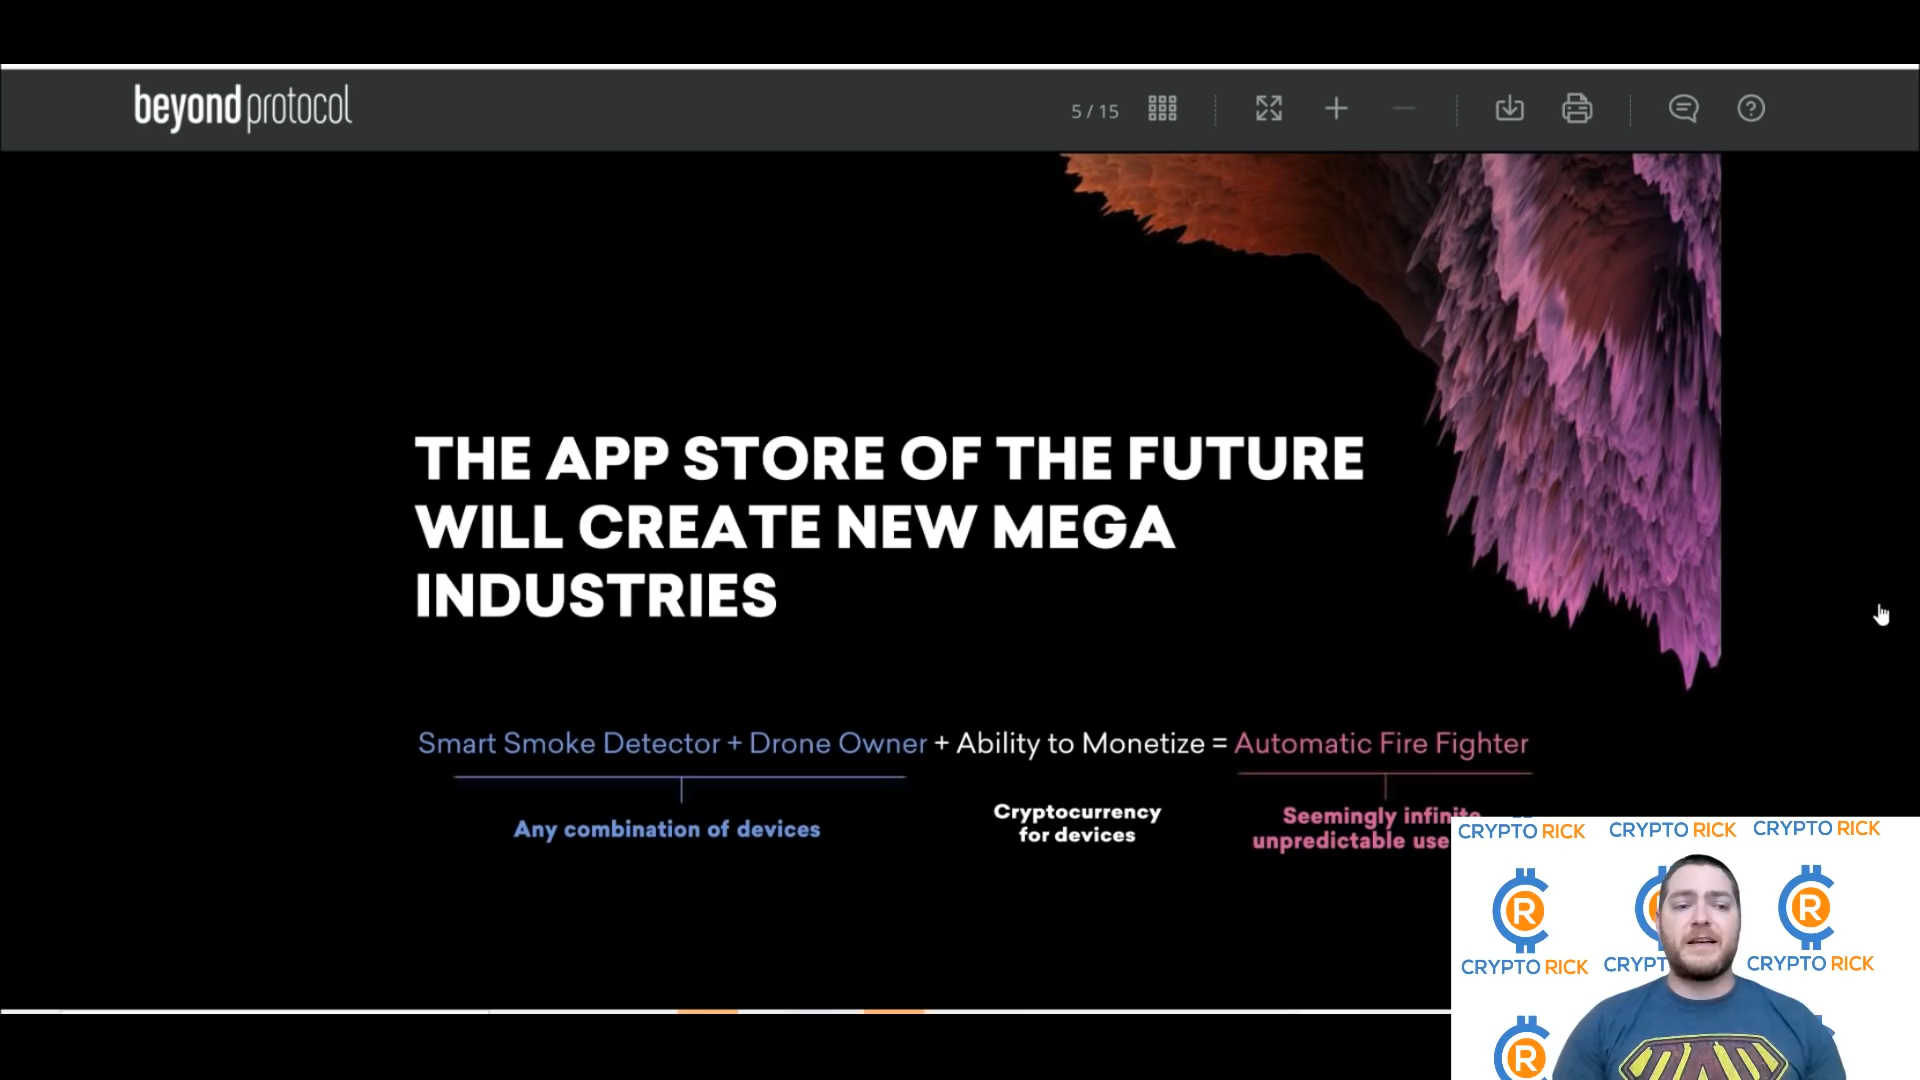 beyond protocol
5 / 15
THE APP STORE OF THE FUTURE
WILL CREATE NEW MEGA
INDUSTRIES
Smart Smoke Detector + Drone Owner + Ability to Monetize = Automatic Fire Fighter
Any combination of devices
Cryptocurrency
for devices
Seemingly infinite
unpredictable use
CRYPTO RICK CRYPTO RICK CRYPTO RICK
R R
CRYPTO RICK CRYPT CRYPTO RICK
R
DAD